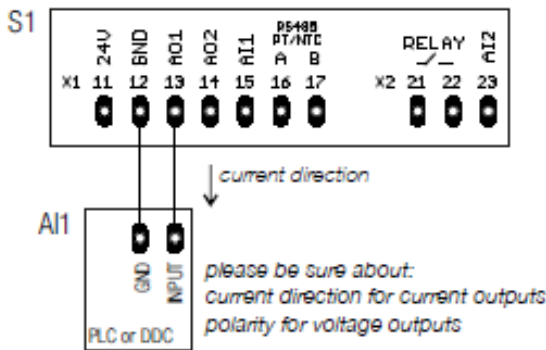 S1
24V GND AO1 AO2 AI1 RS485 PT/NTC A B RELAY AI2
X1 11 12 13 14 15 16 17 X2 21 22 23
current direction
AI1
GND INPUT
please be sure about:
current direction for current outputs
polarity for voltage outputs
PLC or DDC